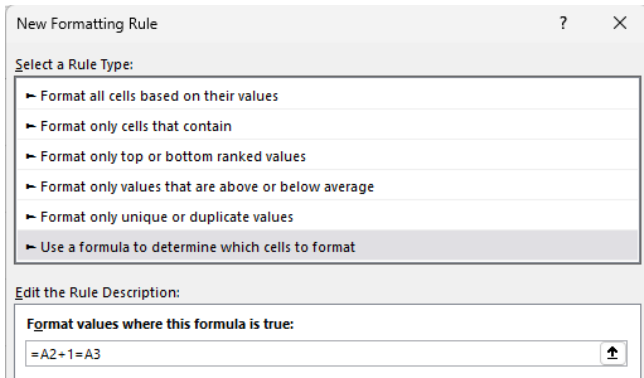 New Formatting Rule ? ×
Select a Rule Type:
► Format all cells based on their values
► Format only cells that contain
► Format only top or bottom ranked values
► Format only values that are above or below average
► Format only unique or duplicate values
► Use a formula to determine which cells to format
Edit the Rule Description:
Format values where this formula is true:
=A2+1=A3